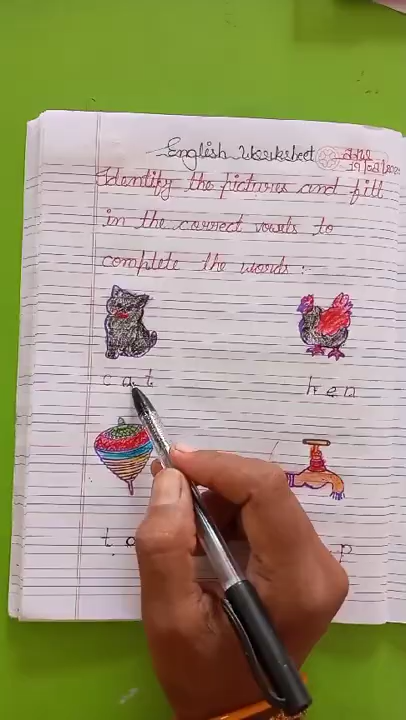 English Worksheet
Identify the pictures and fill
in the correct vowels to
complete the words :-
cat hen
t p